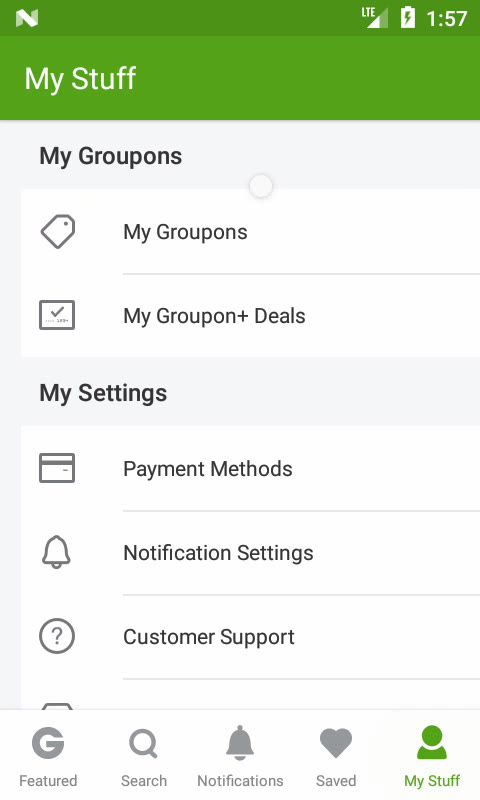 LTE 1:57
My Stuff
My Groupons
My Groupons
My Groupon+ Deals
My Settings
Payment Methods
Notification Settings
Customer Support
Featured Search Notifications Saved My Stuff